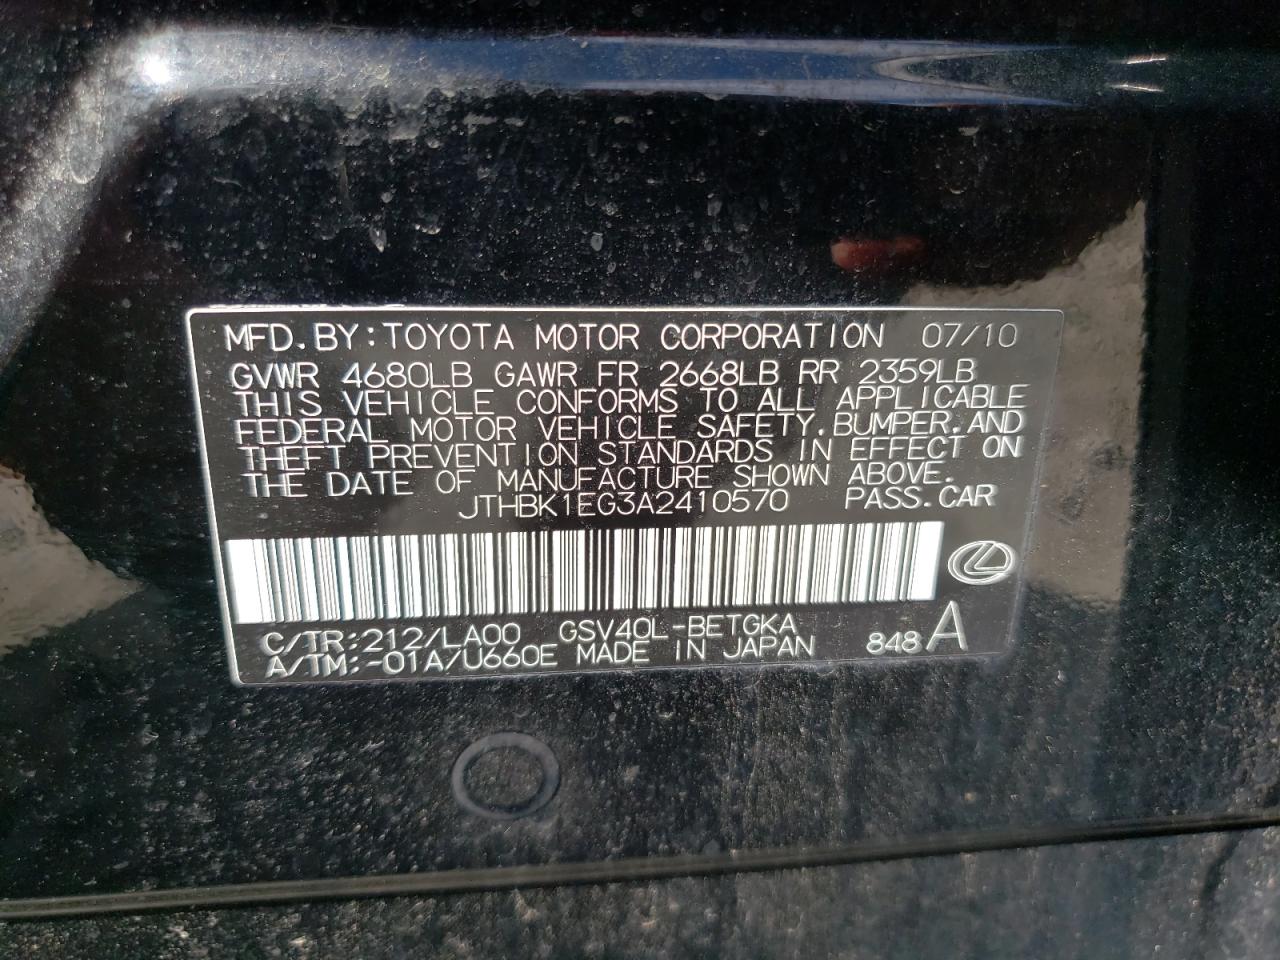 MFD. BY: TOYOTA MOTOR CORPORATION 07/10
GVWR 4680LB GAWR FR 2668LB RR 2359LB
THIS VEHICLE CONFORMS TO ALL APPLICABLE
FEDERAL MOTOR VEHICLE SAFETY, BUMPER, AND
THEFT PREVENTION STANDARDS IN EFFECT ON
THE DATE OF MANUFACTURE SHOWN ABOVE.
JTHBK1EG3A2410570 PASS. CAR
C/TR: 212/LA00 GSV40L-BETGKA
A/TM: -01A/U660E MADE IN JAPAN 848 A